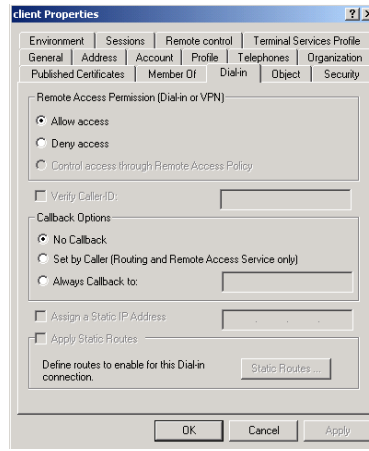 client Properties
Environment Sessions Remote control Terminal Services Profile
General Address Account Profile Telephones Organization
Published Certificates Member Of Dial-in Object Security
Remote Access Permission (Dial-in or VPN)
Allow access
Deny access
Control access through Remote Access Policy
Verify Caller-ID:
Callback Options
No Callback
Set by Caller (Routing and Remote Access Service only)
Always Callback to:
Assign a Static IP Address
Apply Static Routes
Define routes to enable for this Dial-in
connection.
Static Routes ...
OK Cancel Apply